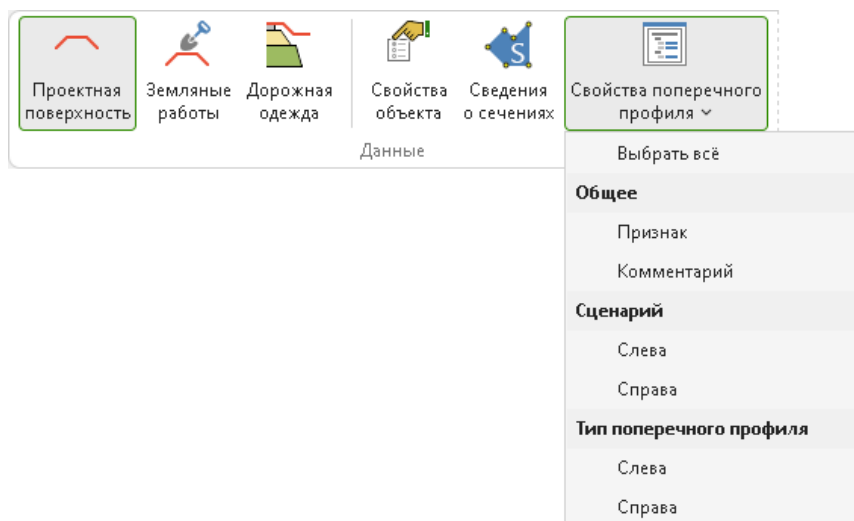 Проектная
поверхность
Земляные
работы
Дорожная
одежда
Свойства
объекта
Сведения
о сечениях
Свойства поперечного
профиля
Данные
Выбрать всё
Общее
Признак
Комментарий
Сценарий
Слева
Справа
Тип поперечного профиля
Слева
Справа